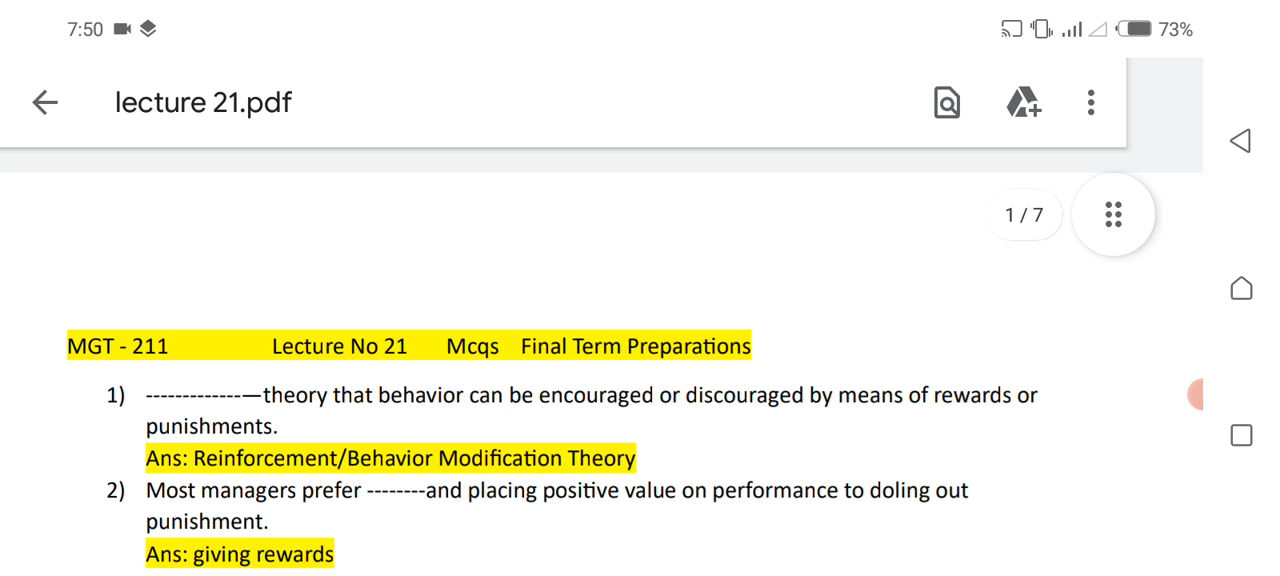 7:50 73%
lecture 21.pdf
1 / 7
MGT - 211 Lecture No 21 Mcqs Final Term Preparations
1) -------------—theory that behavior can be encouraged or discouraged by means of rewards or
punishments.
Ans: Reinforcement/Behavior Modification Theory
2) Most managers prefer --------and placing positive value on performance to doling out
punishment.
Ans: giving rewards